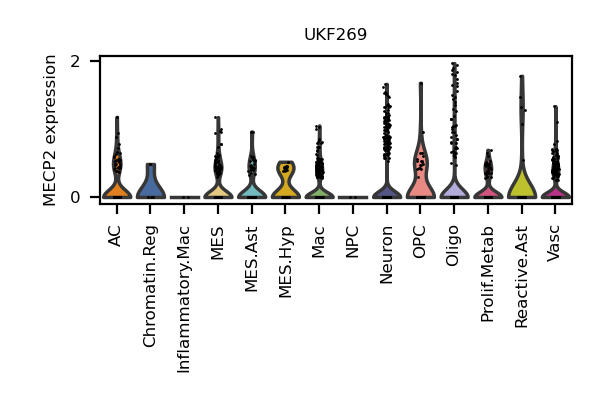 UKF269
MECP2 expression
2
0
AC
Chromatin.Reg
Inflammatory.Mac
MES
MES.Ast
MES.Hyp
Mac
NPC
Neuron
OPC
Oligo
Prolif.Metab
Reactive.Ast
Vasc